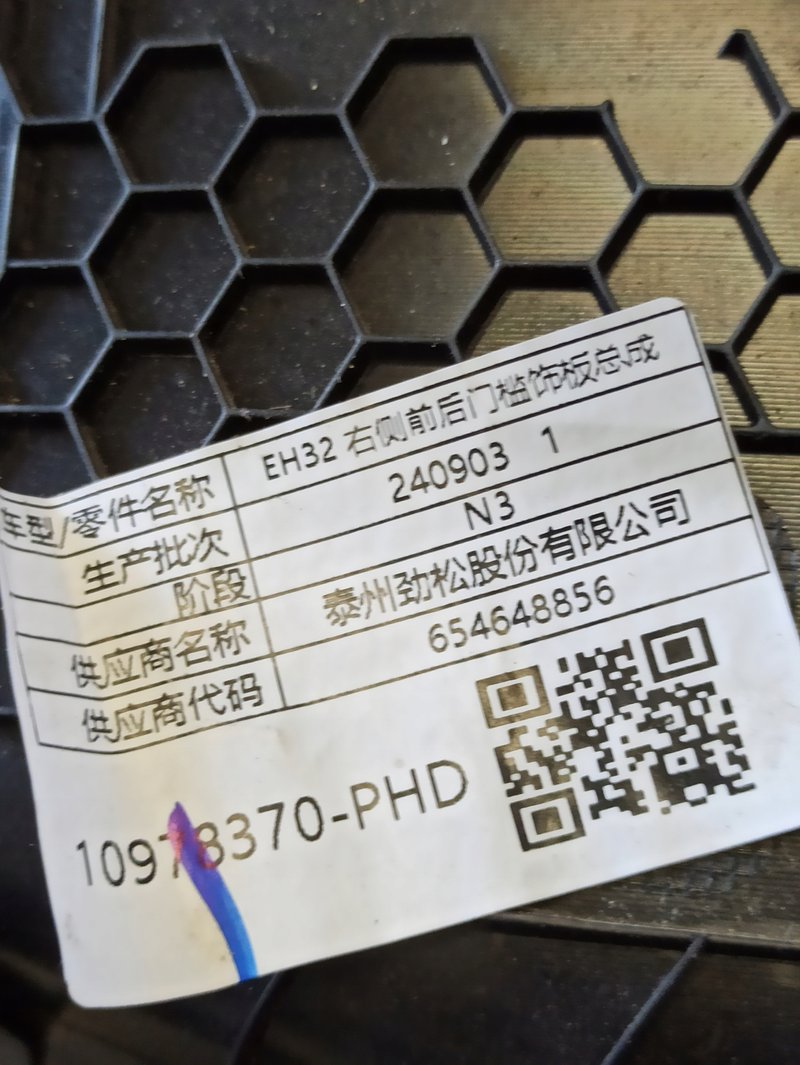 车型/零件名称 EH32 右侧前后门槛饰板总成
生产批次 240903 1
阶段 N3
供应商名称 泰州劲松股份有限公司
供应商代码 654648856
10978370-PHD